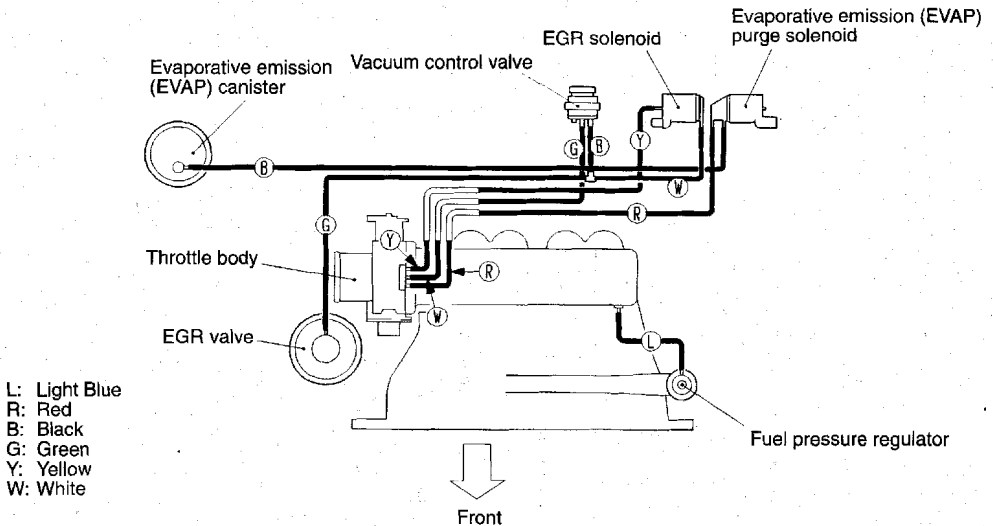 Evaporative emission (EVAP)
purge solenoid
EGR solenoid
Vacuum control valve
Evaporative emission
(EVAP) canister
G
B
Y
B
W
R
G
Y
Throttle body
R
W
EGR valve
L
L: Light Blue
R: Red
B: Black
G: Green
Y: Yellow
W: White
Fuel pressure regulator
Front